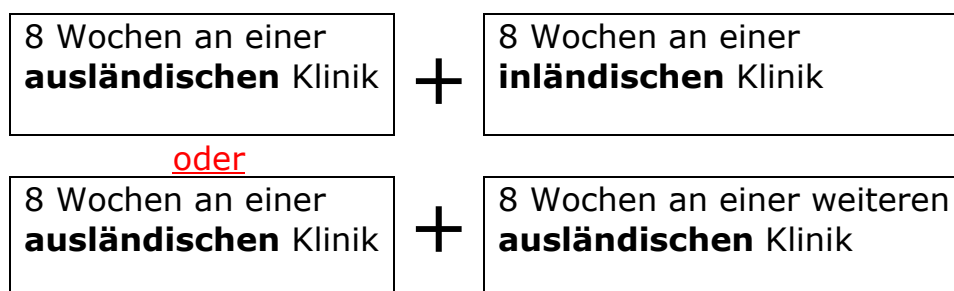 8 Wochen an einer
ausländischen Klinik
+
8 Wochen an einer
inländischen Klinik
oder
8 Wochen an einer
ausländischen Klinik
+
8 Wochen an einer weiteren
ausländischen Klinik